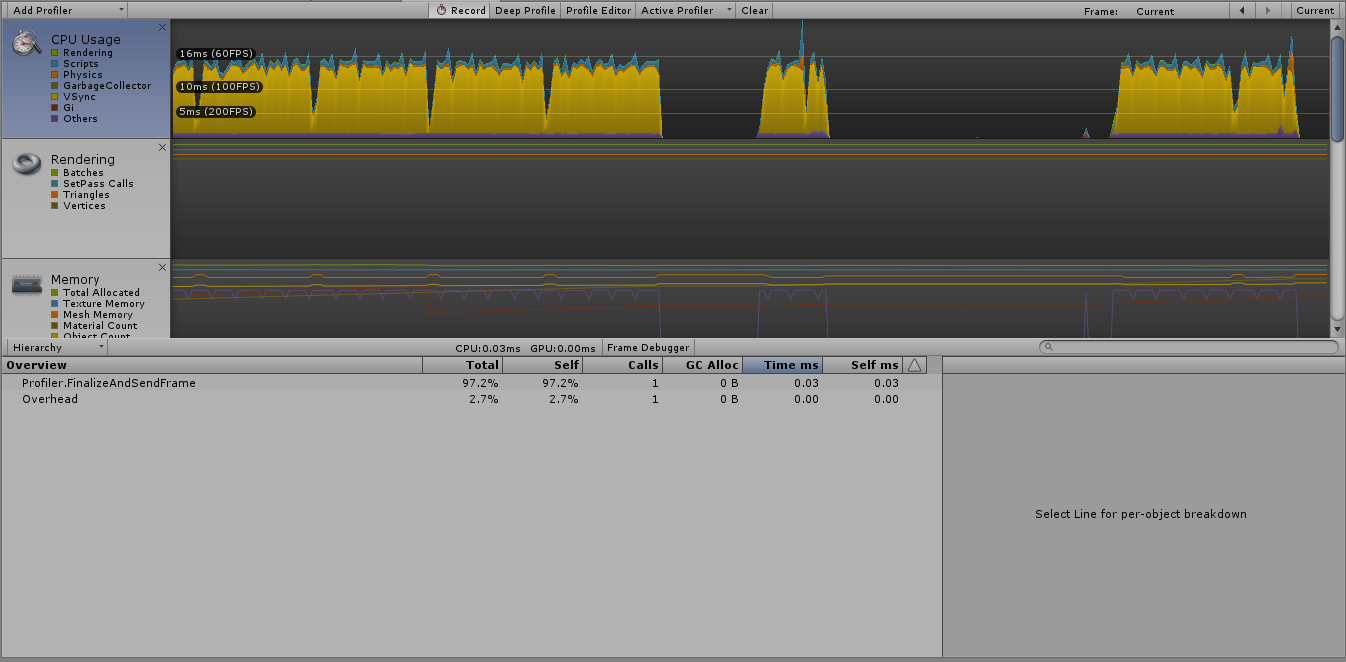 Add Profiler Record Deep Profile Profile Editor Active Profiler Clear Frame: Current Current
CPU Usage
Rendering
Scripts
Physics
GarbageCollector
VSync
Gi
Others
16ms (60FPS)
10ms (100FPS)
5ms (200FPS)
Rendering
Batches
SetPass Calls
Triangles
Vertices
Memory
Total Allocated
Texture Memory
Mesh Memory
Material Count
Object Count
Hierarchy CPU:0.03ms GPU:0.00ms Frame Debugger
Overview Total Self Calls GC Alloc Time ms Self ms
Profiler.FinalizeAndSendFrame 97.2% 97.2% 1 0 B 0.03 0.03
Overhead 2.7% 2.7% 1 0 B 0.00 0.00
Select Line for per-object breakdown